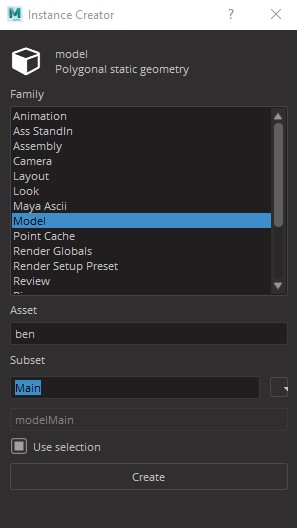 Instance Creator
?
model
Polygonal static geometry
Family
Animation
Ass StandIn
Assembly
Camera
Layout
Look
Maya Ascii
Model
Point Cache
Render Globals
Render Setup Preset
Review
Asset
ben
Subset
Main
modelMain
Use selection
Create